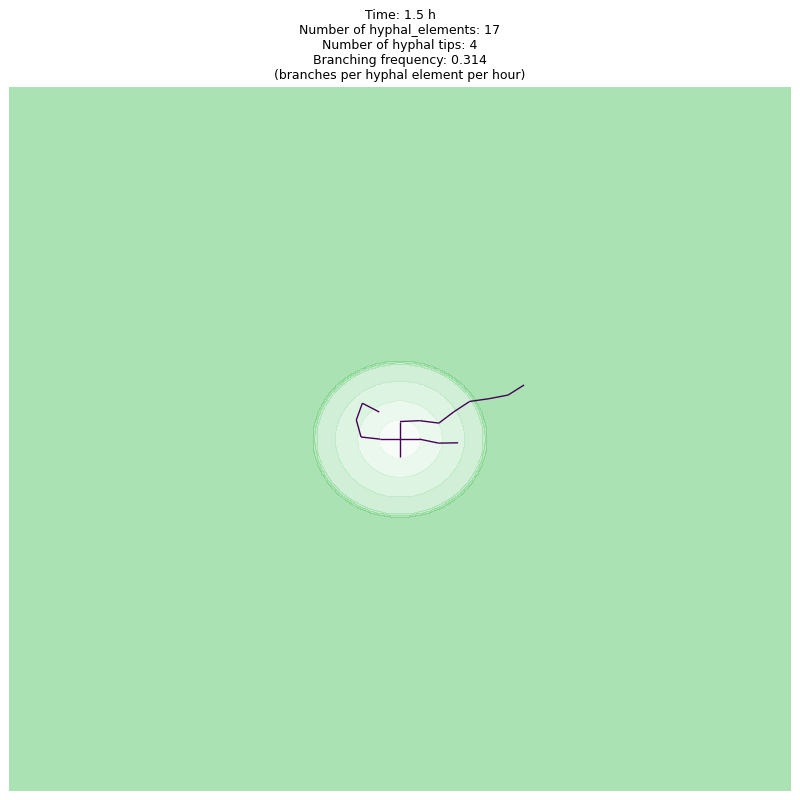 Time: 1.5 h
Number of hyphal_elements: 17
Number of hyphal tips: 4
Branching frequency: 0.314
(branches per hyphal element per hour)